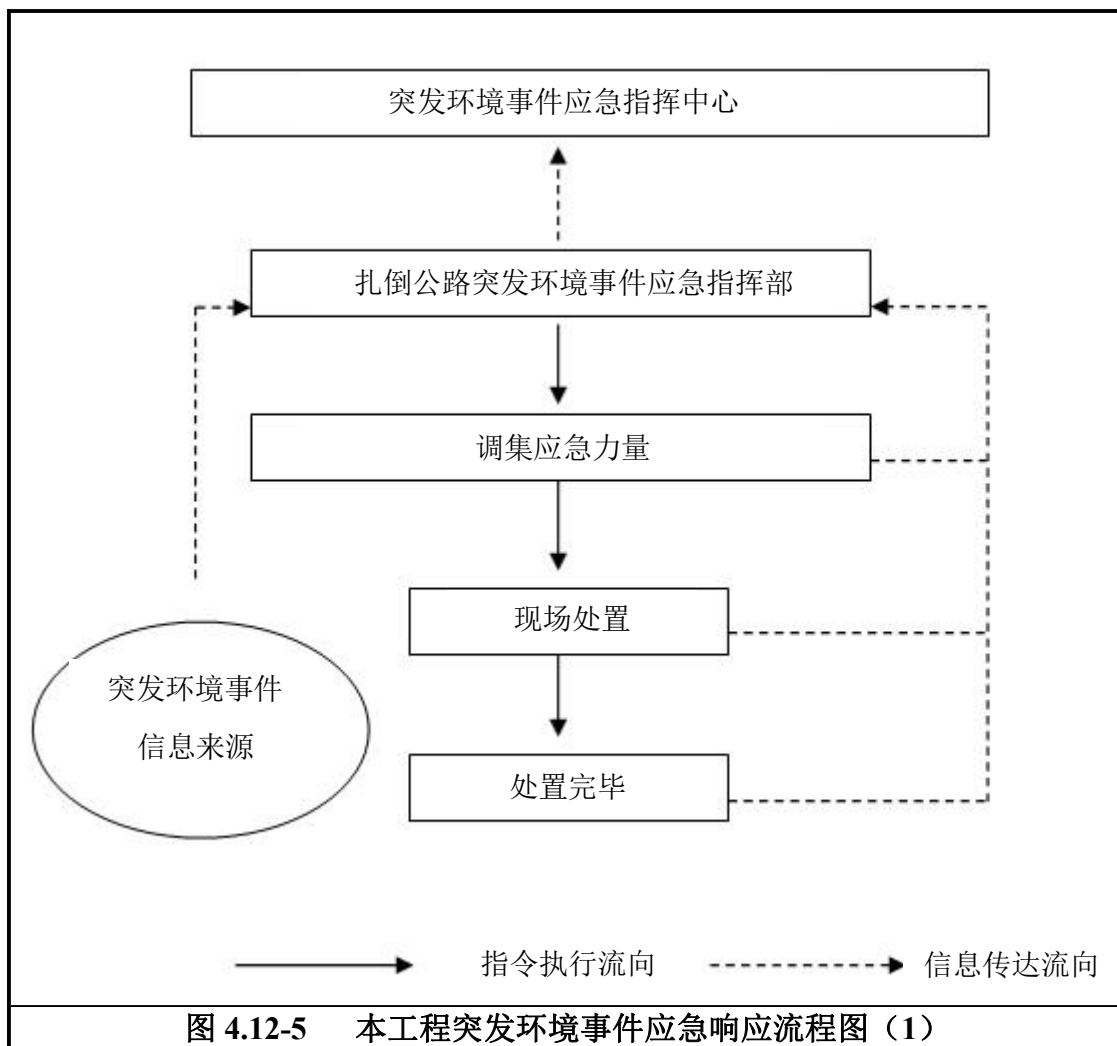 突发环境事件应急指挥中心
扎倒公路突发环境事件应急指挥部
调集应急力量
现场处置
突发环境事件
信息来源
处置完毕
指令执行流向
信息传达流向
图 4.12-5 本工程突发环境事件应急响应流程图（1）